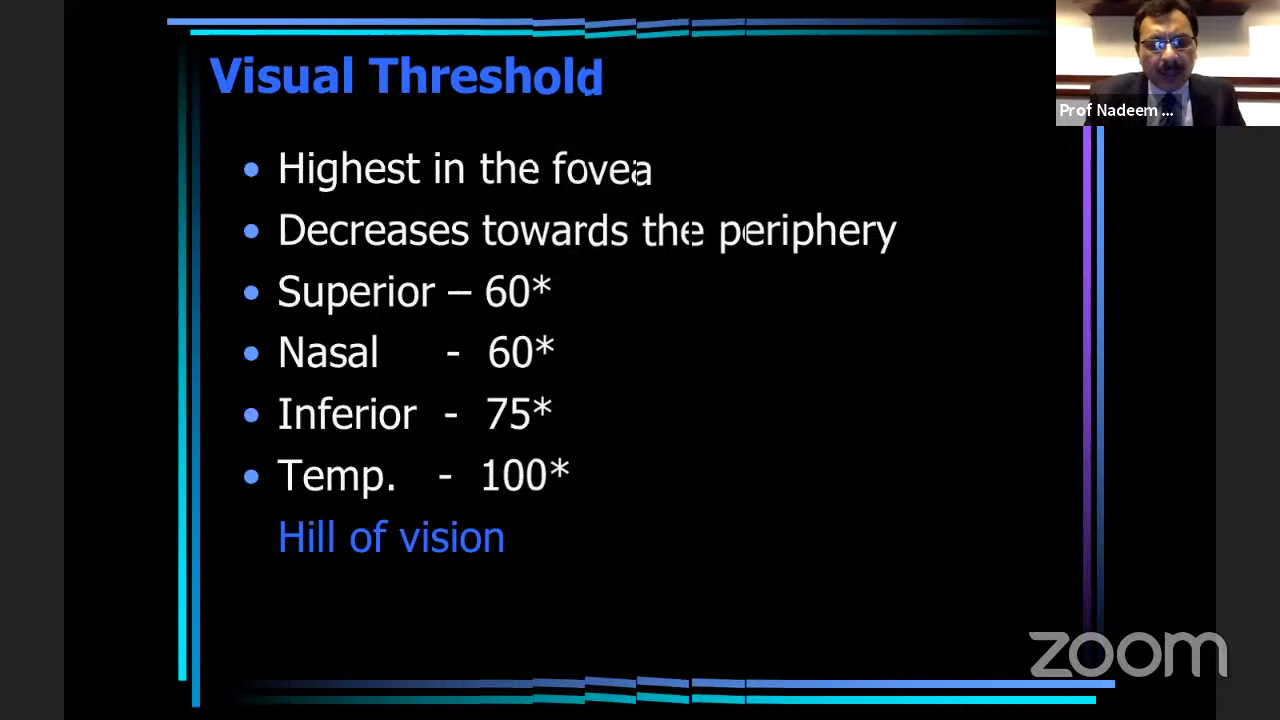 Visual Threshold
Prof Nadeem ...
• Highest in the fovea
• Decreases towards the periphery
• Superior – 60*
• Nasal - 60*
• Inferior - 75*
• Temp. - 100*
Hill of vision
zoom